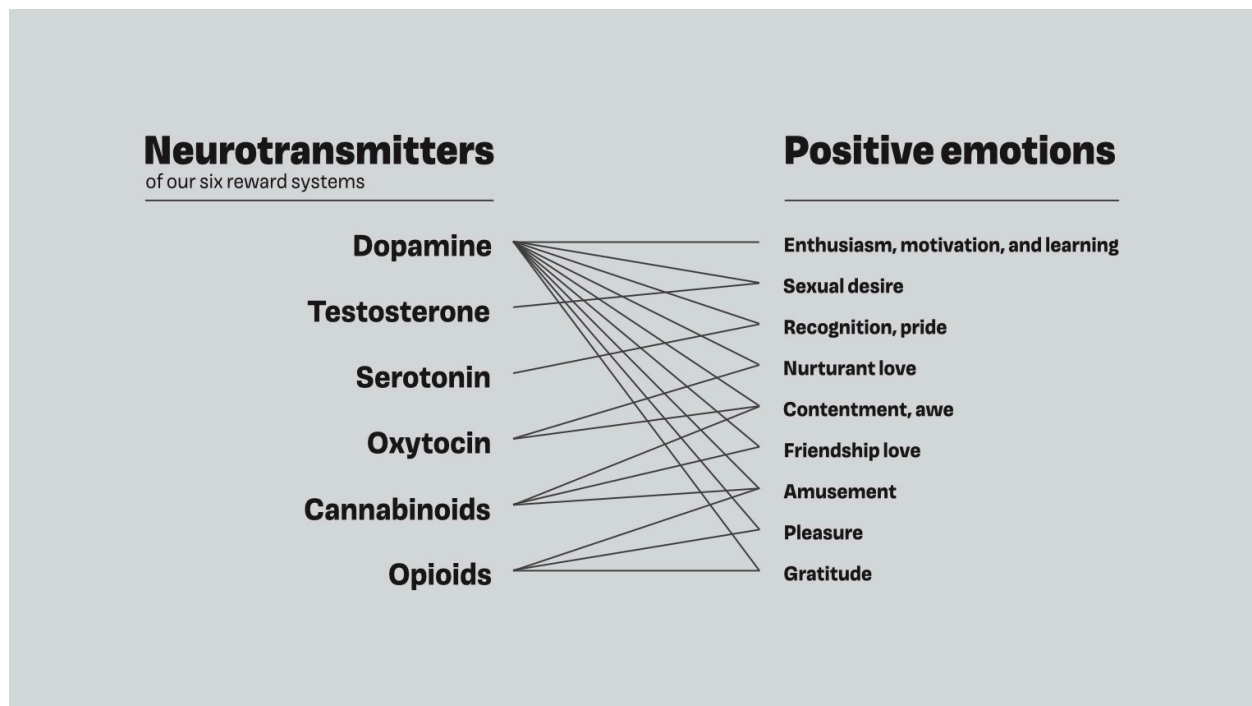 Neurotransmitters
of our six reward systems
Dopamine
Testosterone
Serotonin
Oxytocin
Cannabinoids
Opioids
Positive emotions
Enthusiasm, motivation, and learning
Sexual desire
Recognition, pride
Nurturant love
Contentment, awe
Friendship love
Amusement
Pleasure
Gratitude